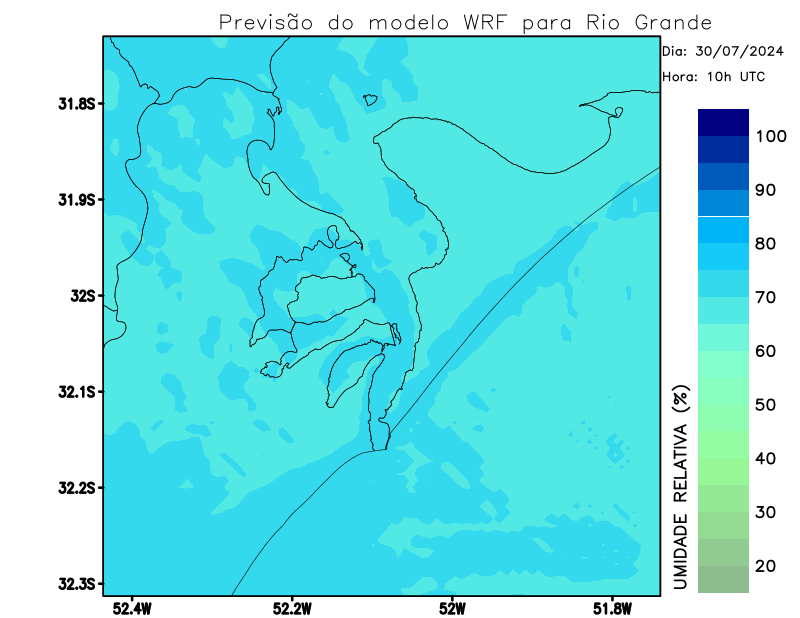 Previsão do modelo WRF para Rio Grande
Dia: 30/07/2024
Hora: 10h UTC
31.8S
31.9S
32S
32.1S
32.2S
32.3S
52.4W
52.2W
52W
51.8W
100
90
80
70
60
50
40
30
20
UMIDADE RELATIVA (%)